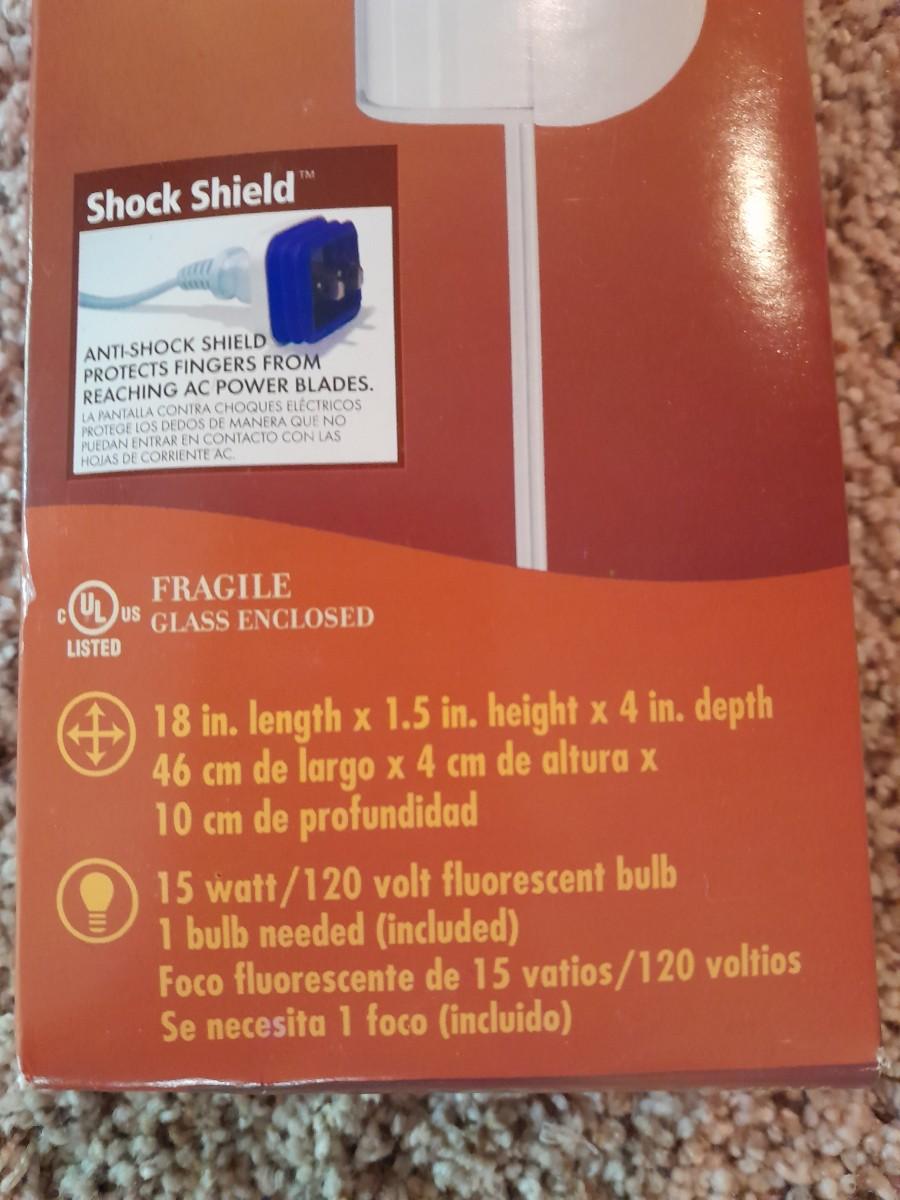 Shock Shield™
ANTI-SHOCK SHIELD
PROTECTS FINGERS FROM
REACHING AC POWER BLADES.
LA PANTALLA CONTRA CHOQUES ELÉCTRICOS
PROTEGE LOS DEDOS DE MANERA QUE NO
PUEDAN ENTRAR EN CONTACTO CON LAS
HOJAS DE CORRIENTE AC.
C UL US
LISTED
FRAGILE
GLASS ENCLOSED
18 in. length x 1.5 in. height x 4 in. depth
46 cm de largo x 4 cm de altura x
10 cm de profundidad
15 watt/120 volt fluorescent bulb
1 bulb needed (included)
Foco fluorescente de 15 vatios/120 voltios
Se necesita 1 foco (incluido)